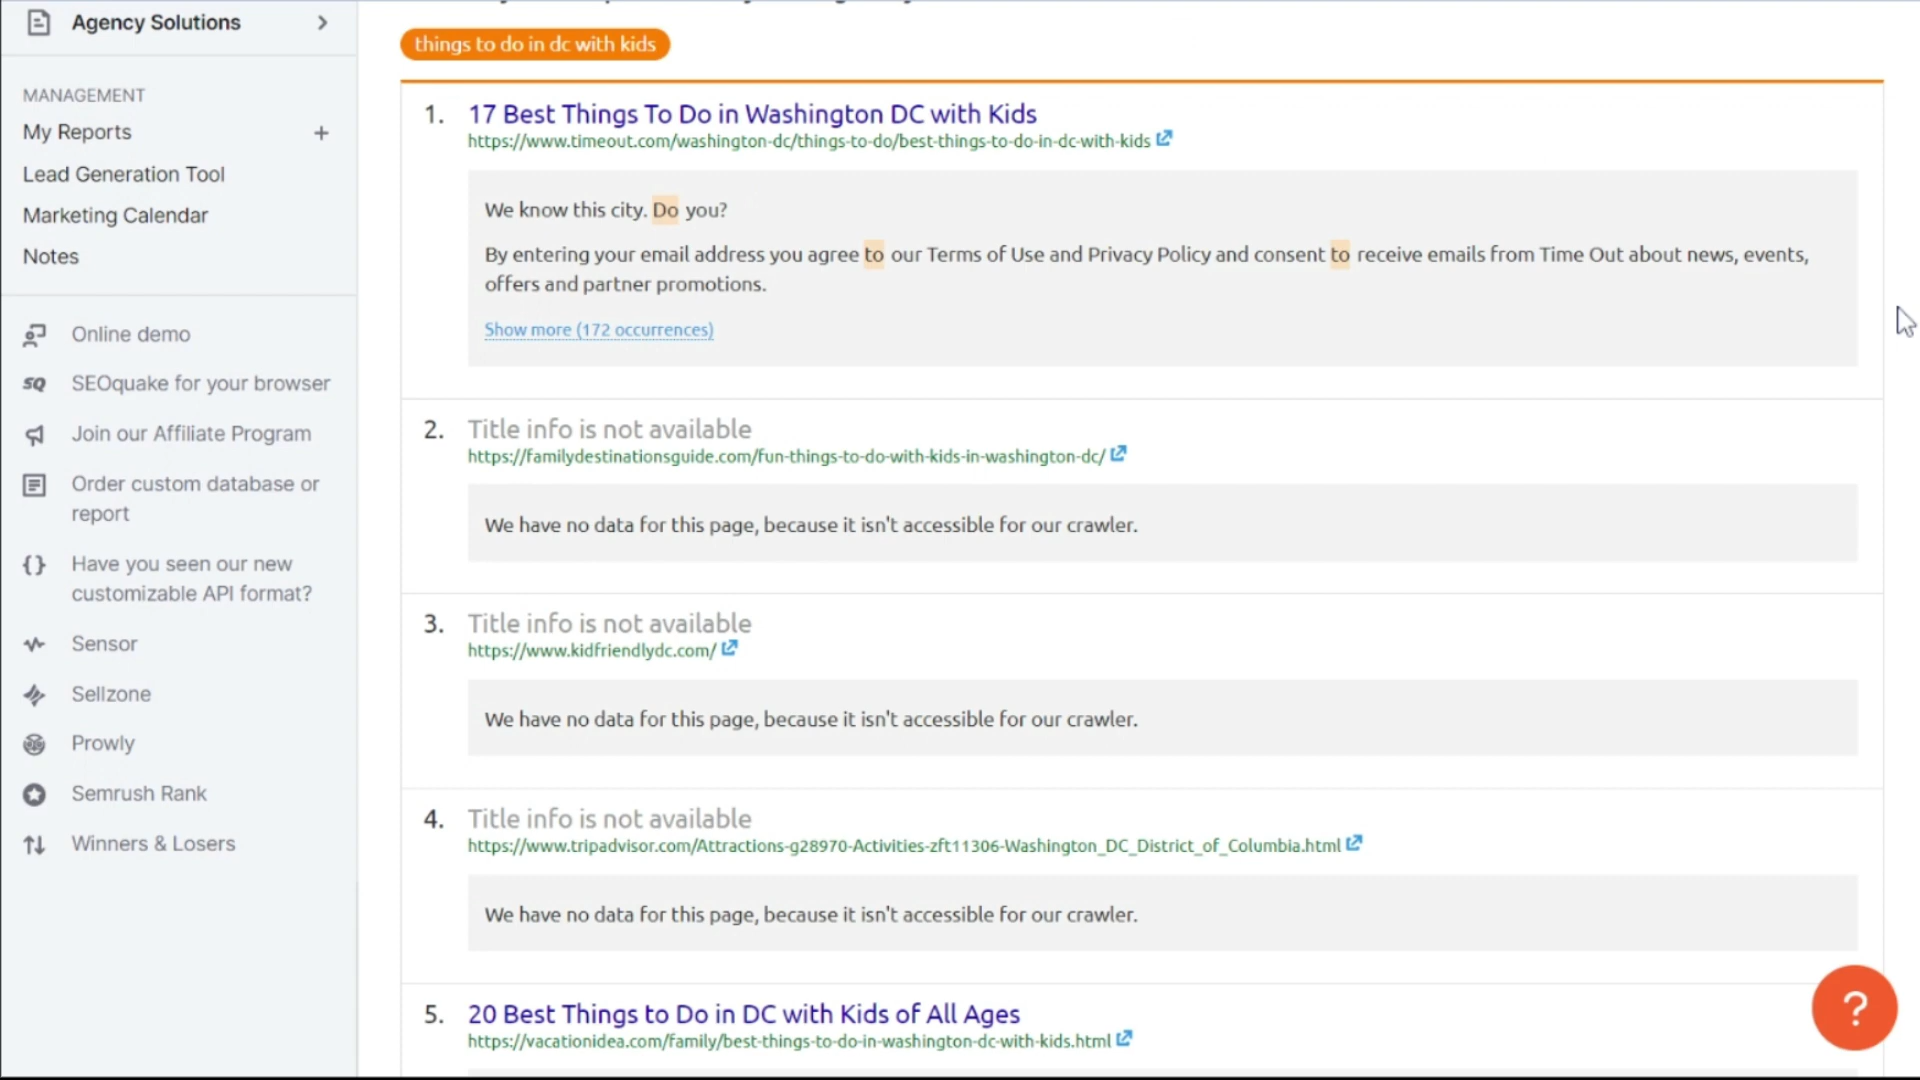 Agency Solutions
MANAGEMENT
My Reports
Lead Generation Tool
Marketing Calendar
Notes
Online demo
SEOquake for your browser
Join our Affiliate Program
Order custom database or
report
Have you seen our new
customizable API format?
Sensor
Sellzone
Prowly
Semrush Rank
Winners & Losers
things to do in dc with kids
1. 17 Best Things To Do in Washington DC with Kids
https://www.timeout.com/washington-dc/things-to-do/best-things-to-do-in-dc-with-kids
We know this city. Do you?
By entering your email address you agree to our Terms of Use and Privacy Policy and consent to receive emails from Time Out about news, events,
offers and partner promotions.
Show more (172 occurrences)
2. Title info is not available
https://familydestinationsguide.com/fun-things-to-do-with-kids-in-washington-dc/
We have no data for this page, because it isn't accessible for our crawler.
3. Title info is not available
https://www.kidfriendlydc.com/
We have no data for this page, because it isn't accessible for our crawler.
4. Title info is not available
https://www.tripadvisor.com/Attractions-g28970-Activities-zft11306-Washington_DC_District_of_Columbia.html
We have no data for this page, because it isn't accessible for our crawler.
5. 20 Best Things to Do in DC with Kids of All Ages
https://vacationidea.com/family/best-things-to-do-in-washington-dc-with-kids.html
?